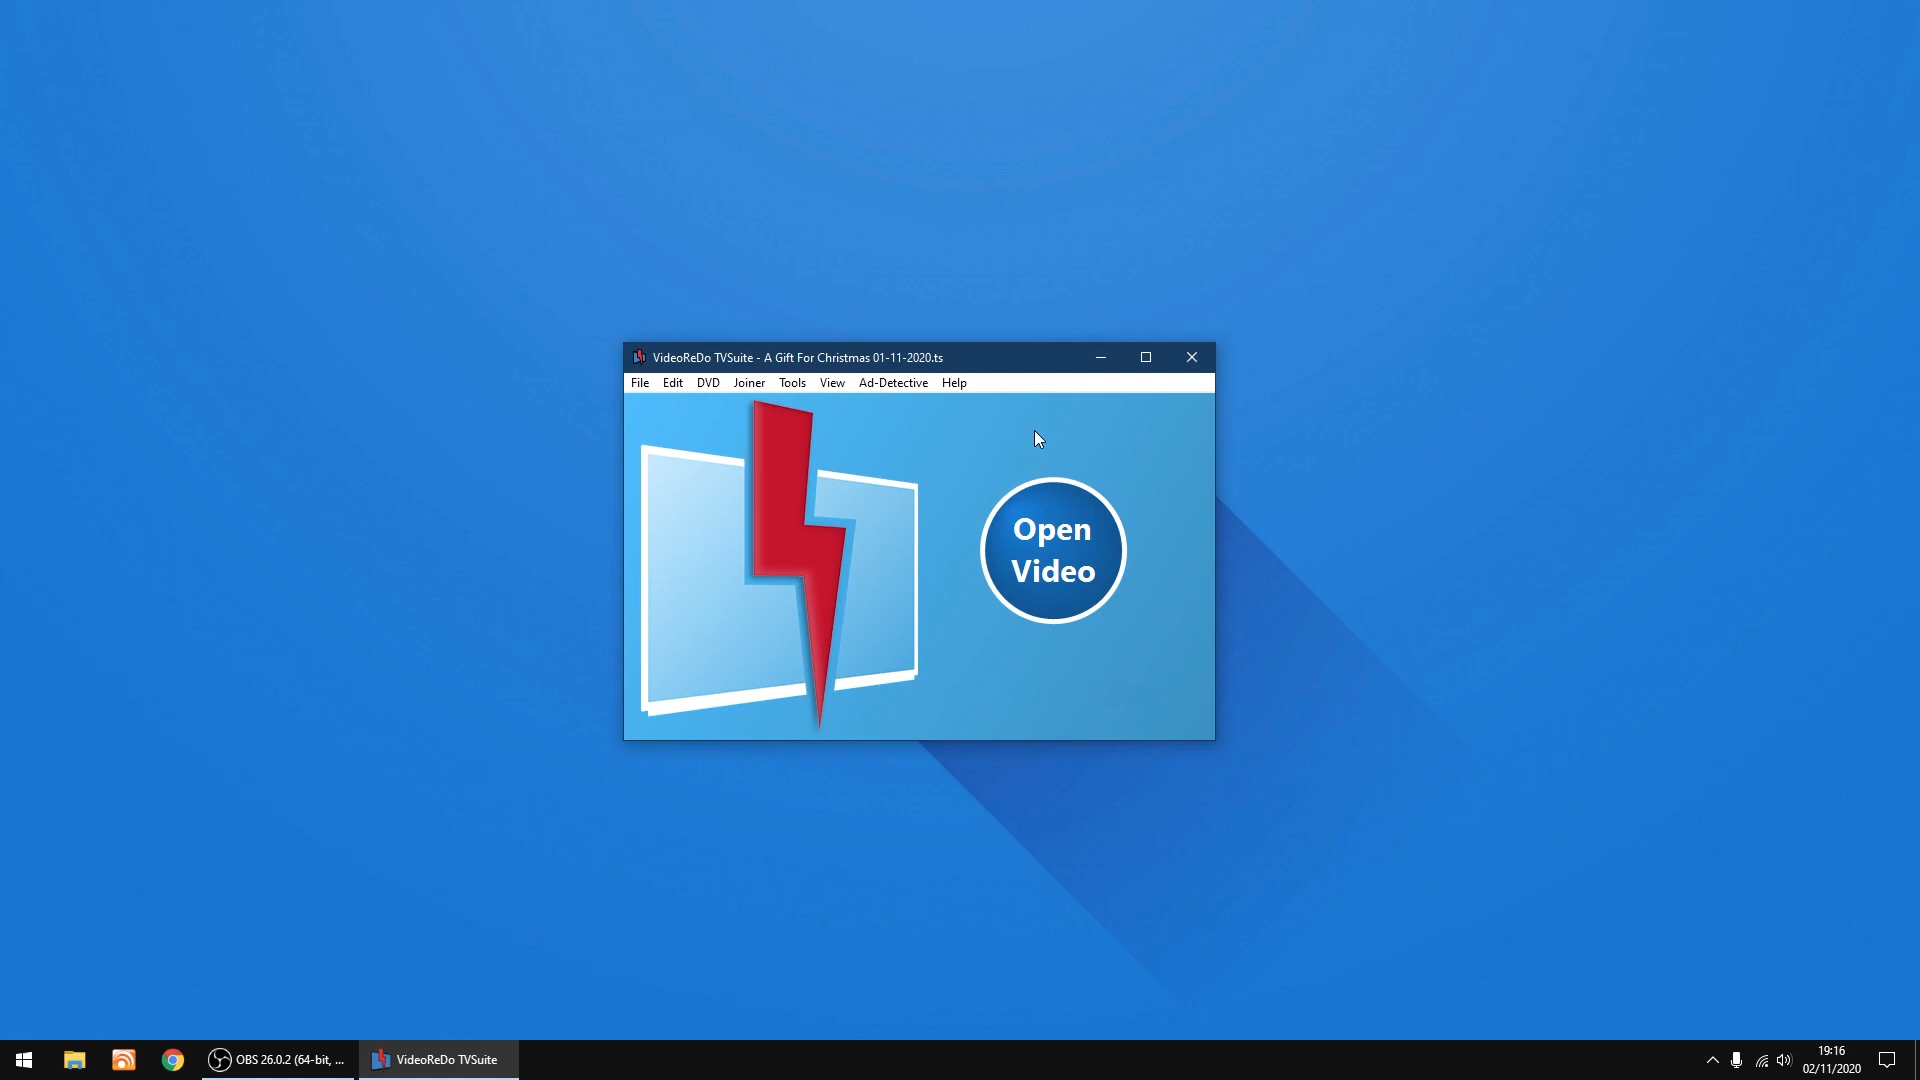 VideoReDo TVSuite - A Gift For Christmas 01-11-2020.ts
File Edit DVD Joiner Tools View Ad-Detective Help
Open
Video
OBS 26.0.2 (64-bit, ...
VideoReDo TVSuite
19:16
02/11/2020